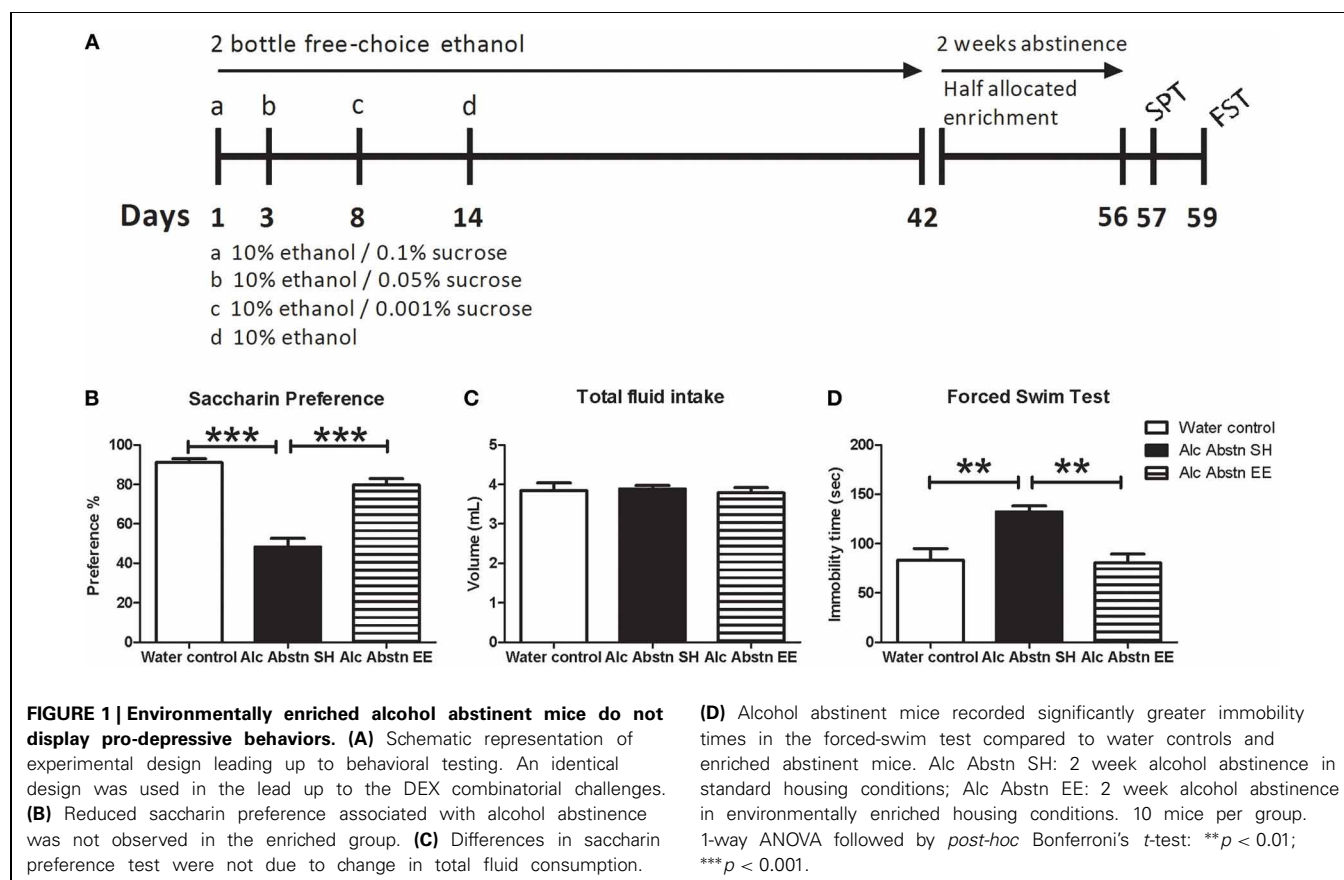 A
2 bottle free-choice ethanol
2 weeks abstinence
Half allocated
enrichment
a b c d
SPT
FST
Days 1 3 8 14 42 56 57 59
a 10% ethanol / 0.1% sucrose
b 10% ethanol / 0.05% sucrose
c 10% ethanol / 0.001% sucrose
d 10% ethanol
B
Saccharin Preference
*** ***
100
80
60
40
20
0
Preference %
Water control Alc Abstn SH Alc Abstn EE
C
Total fluid intake
5
4
3
2
1
0
Volume (mL)
Water control Alc Abstn SH Alc Abstn EE
D
Forced Swim Test
** **
200
150
100
50
0
Immobility time (sec)
Water control Alc Abstn SH Alc Abstn EE
Water control
Alc Abstn SH
Alc Abstn EE
FIGURE 1 | Environmentally enriched alcohol abstinent mice do not
display pro-depressive behaviors. (A) Schematic representation of
experimental design leading up to behavioral testing. An identical
design was used in the lead up to the DEX combinatorial challenges.
(B) Reduced saccharin preference associated with alcohol abstinence
was not observed in the enriched group. (C) Differences in saccharin
preference test were not due to change in total fluid consumption.
(D) Alcohol abstinent mice recorded significantly greater immobility
times in the forced-swim test compared to water controls and
enriched abstinent mice. Alc Abstn SH: 2 week alcohol abstinence in
standard housing conditions; Alc Abstn EE: 2 week alcohol abstinence
in environmentally enriched housing conditions. 10 mice per group.
1-way ANOVA followed by post-hoc Bonferroni's t-test: **p < 0.01;
***p < 0.001.